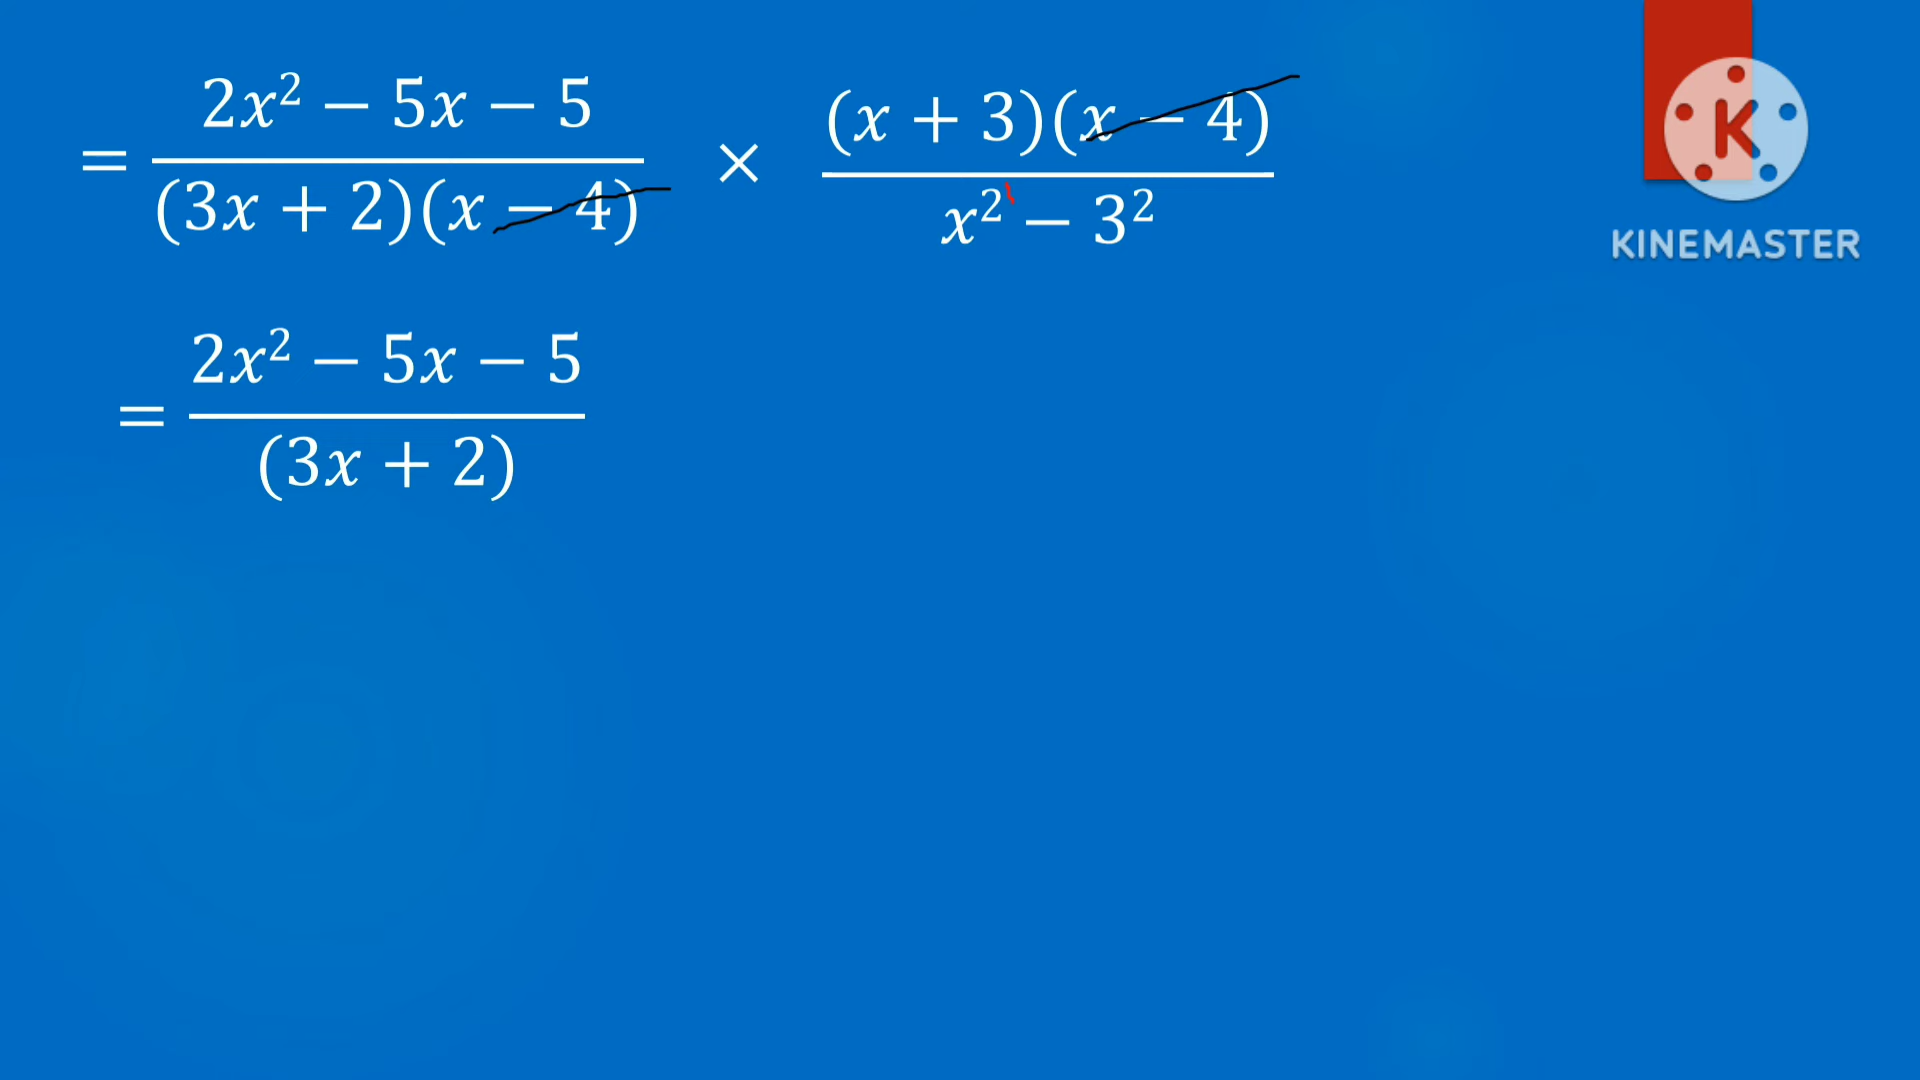 = (2x² − 5x − 5) / ((3x + 2)(x − 4)) × ((x + 3)(x − 4)) / (x² − 3²)
K
KINEMASTER
= (2x² − 5x − 5) / (3x + 2)